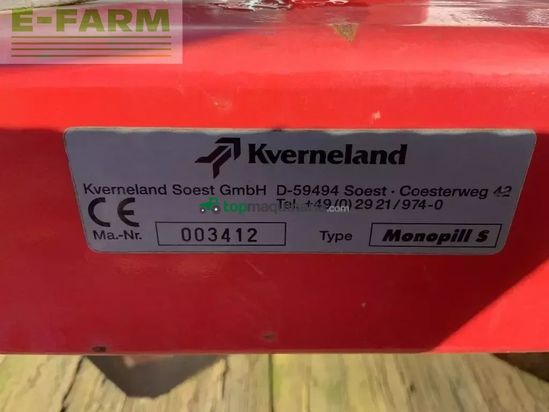 E-FARM
Kverneland
Kverneland Soest GmbH D-59494 Soest · Coesterweg 42
Tel. +49/(0) 29 21/974-0
topmaquinaria.com
CE
Ma.-Nr. 003412 Type Monopill S